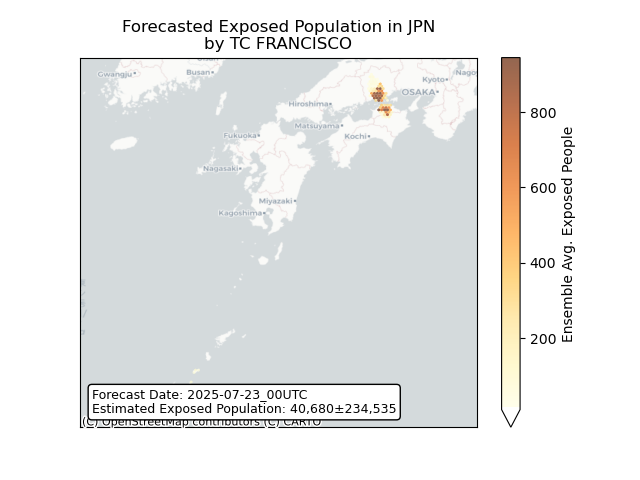 Forecasted Exposed Population in JPN
by TC FRANCISCO
Gwangju
Busan
Kyoto
Nago
OSAKA
Hiroshima
Matsuyama
Fukuoka
Kochi
Nagasaki
Miyazaki
Kagoshima
800
600
400
200
Ensemble Avg. Exposed People
Forecast Date: 2025-07-23_00UTC
Estimated Exposed Population: 40,680±234,535
(C) OpenStreetMap contributors (C) CARTO